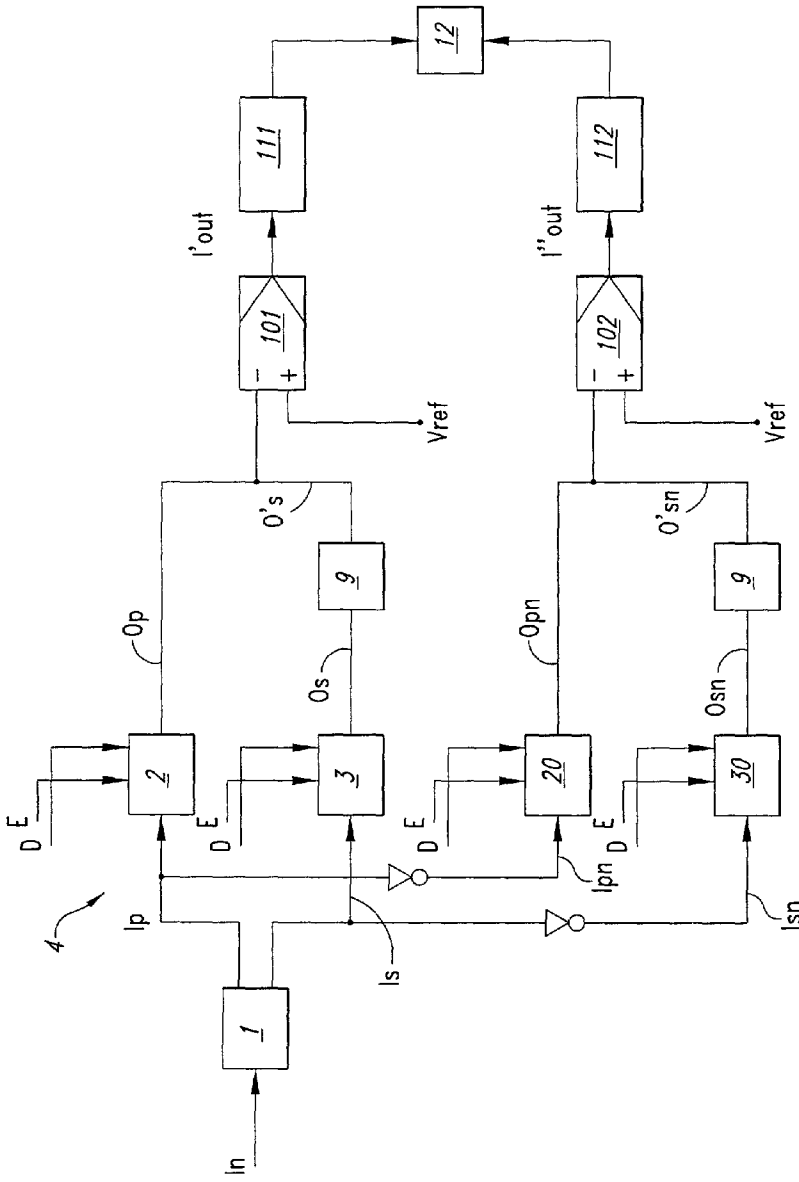 4
In
1
Ip
Is
D
E
2
Op
D
E
3
Os
9
O's
-
+
101
Vref
I'out
111
12
Ipn
Isn
D
E
20
Opn
D
E
30
Osn
9
O'sn
-
+
102
Vref
I"out
112